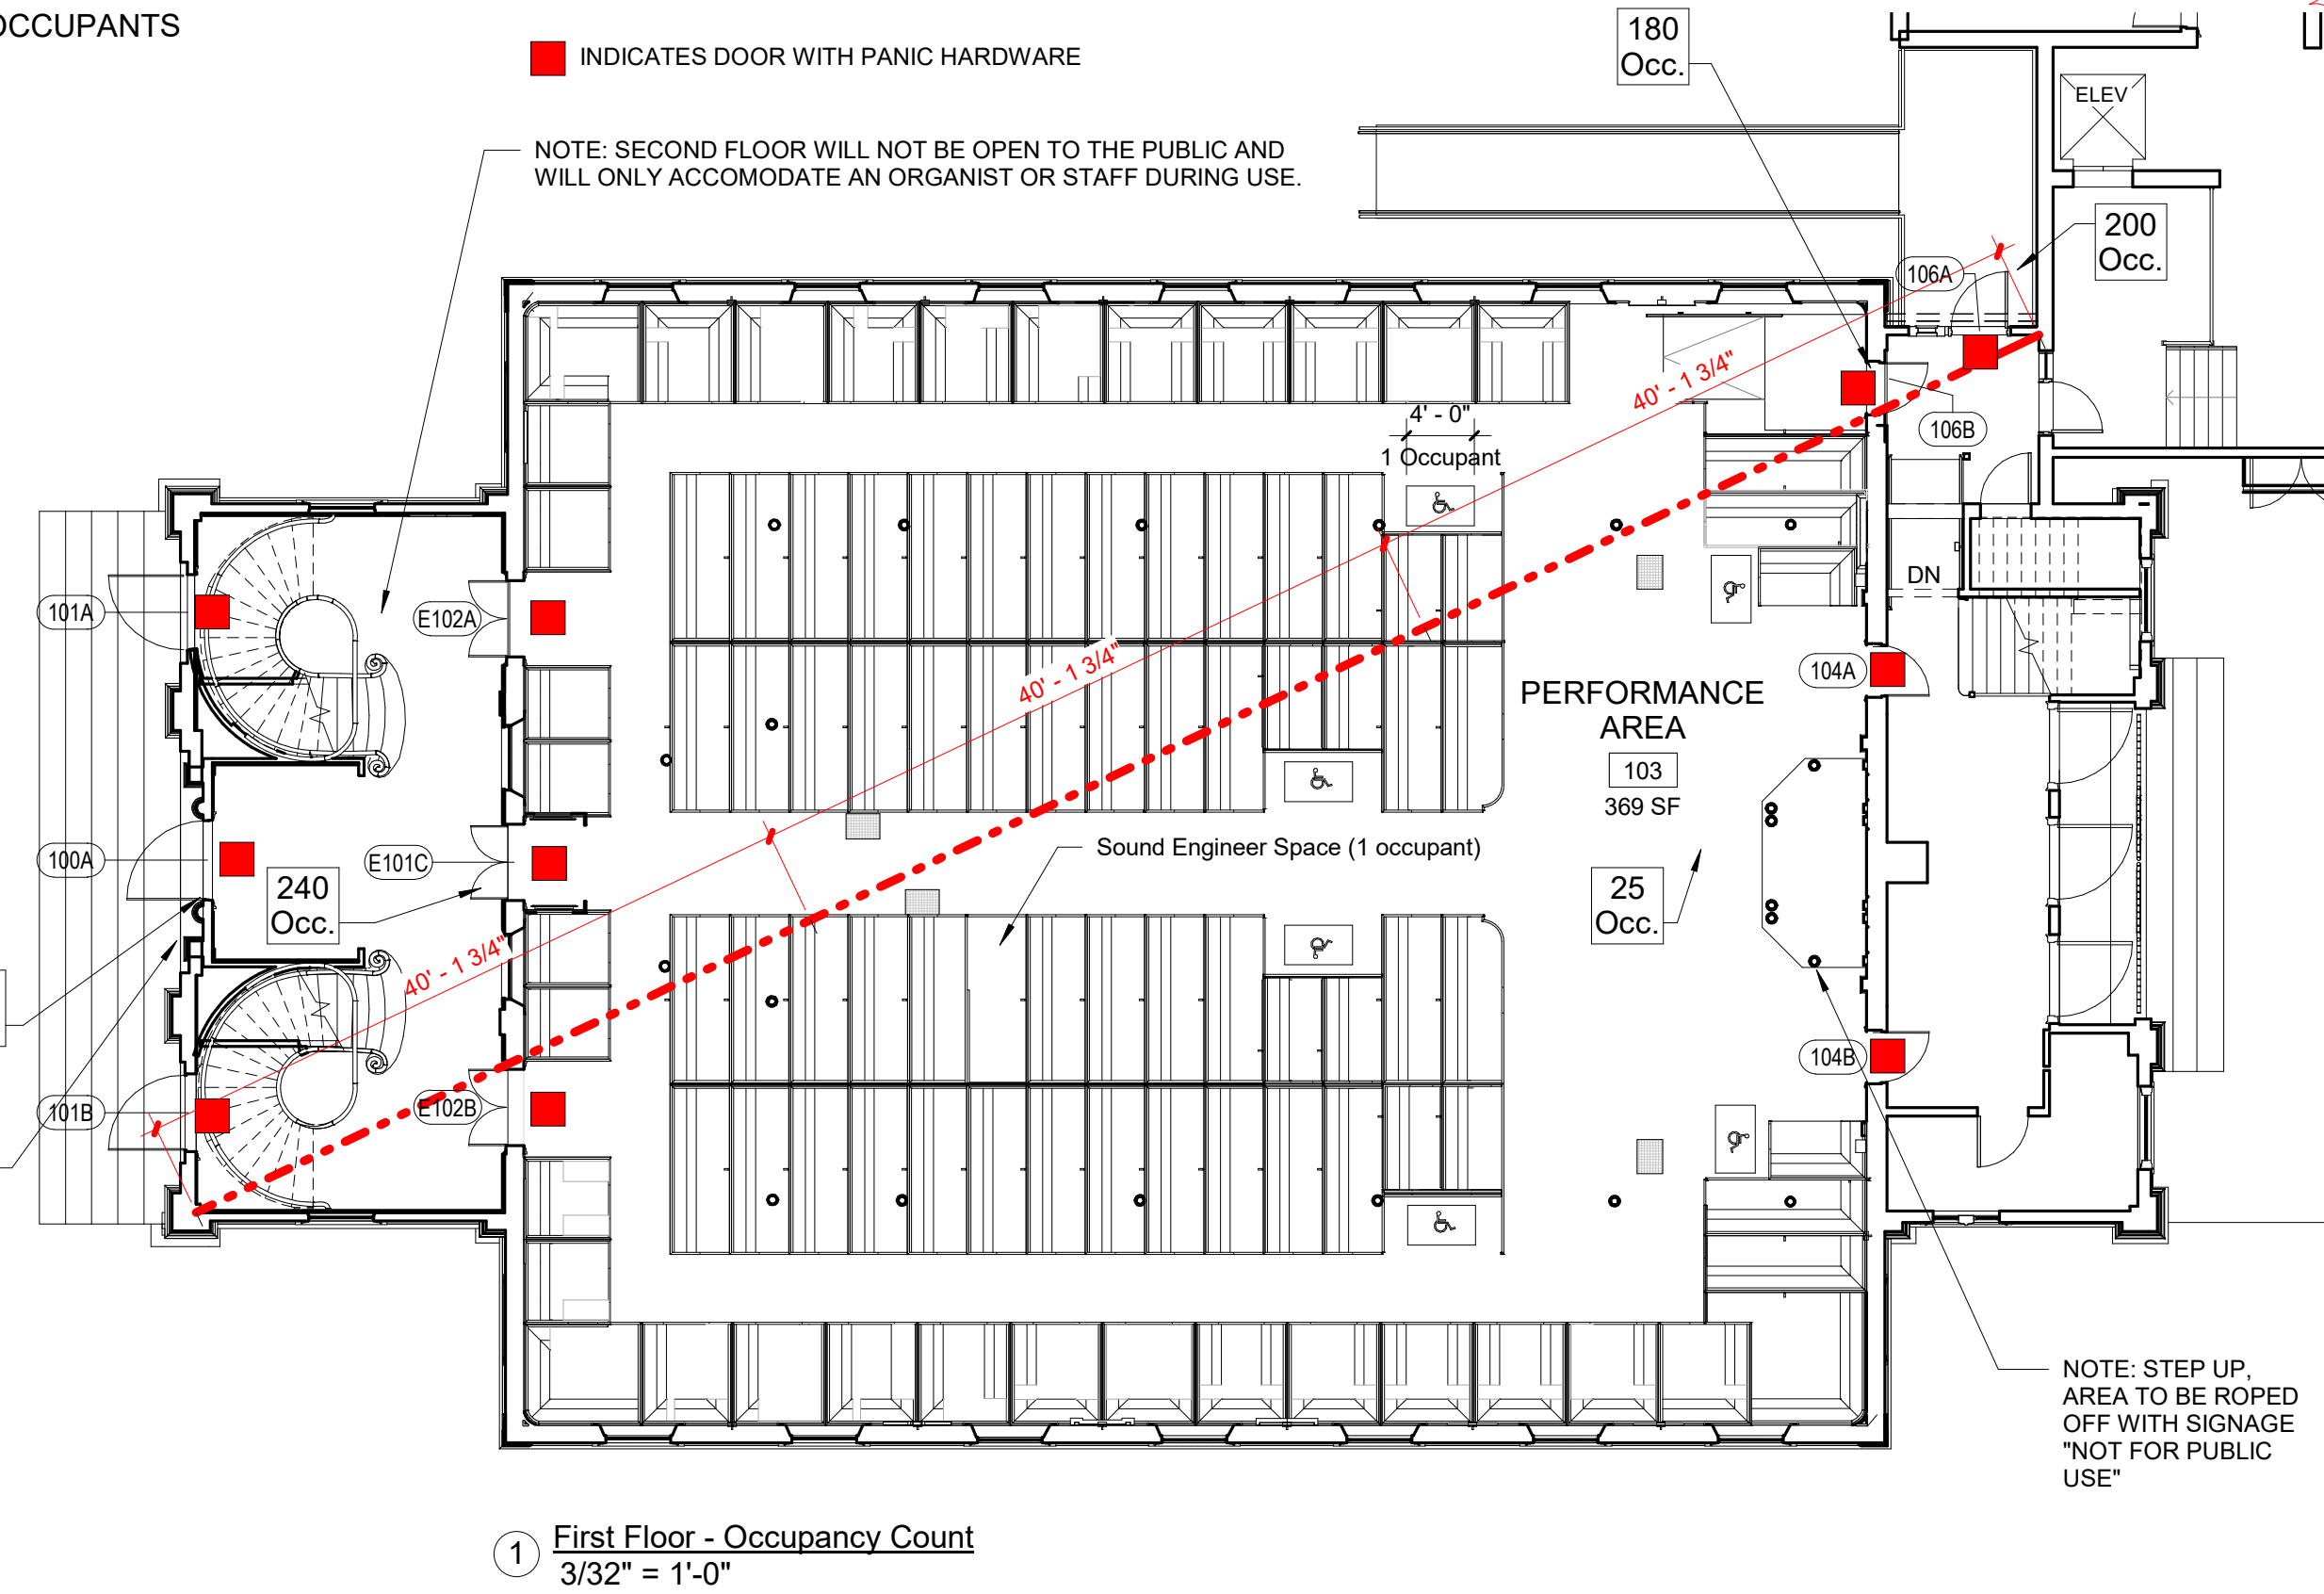 OCCUPANTS
INDICATES DOOR WITH PANIC HARDWARE
180
Occ.
ELEV
NOTE: SECOND FLOOR WILL NOT BE OPEN TO THE PUBLIC AND
WILL ONLY ACCOMODATE AN ORGANIST OR STAFF DURING USE.
200
Occ.
106A
40' - 1 3/4"
4' - 0"
1 Occupant
106B
DN
101A
E102A
40' - 1 3/4"
104A
PERFORMANCE
AREA
103
369 SF
100A
E101C
Sound Engineer Space (1 occupant)
240
Occ.
25
Occ.
40' - 1 3/4"
104B
101B
E102B
NOTE: STEP UP,
AREA TO BE ROPED
OFF WITH SIGNAGE
"NOT FOR PUBLIC
USE"
1
First Floor - Occupancy Count
3/32" = 1'-0"